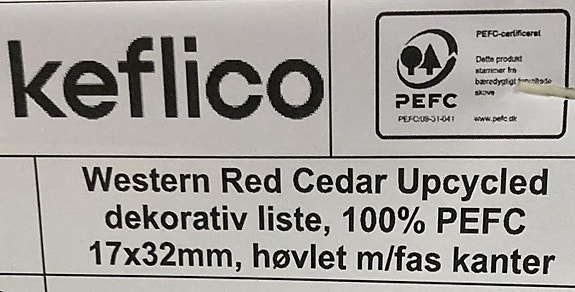 keflico
PEFC
PEFC/09-31-041
PEFC-certificeret
Dette produkt
stammer fra
bæredygtigt
skove
www.pefc.dk
Western Red Cedar Upcycled
dekorativ liste, 100% PEFC
17x32mm, høvlet m/fas kanter